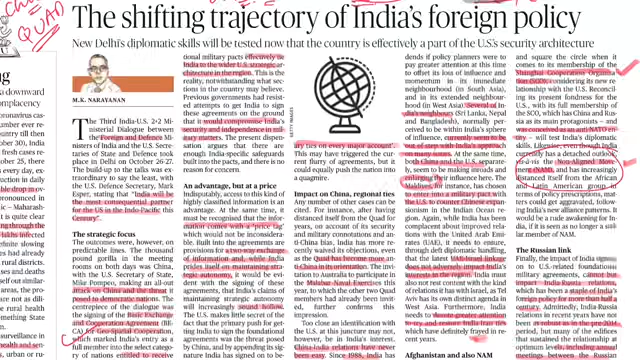 QUAD
The shifting trajectory of India's foreign policy
New Delhi's diplomatic skills will be tested now that the country is effectively a part of the U.S.'s security architecture
M.K. NARAYANAN
The Third India-U.S. 2+2 Ministerial Dialogue between the Foreign and Defence Ministers of India and the U.S. Secretaries of State and Defence took place in Delhi on October 26-27.
The build up to the talks was extraordinary to say the least, with the U.S. Defense Secretary, Mark Esper, stating that "India will be the most consequential partner for the US in Indo-Pacific this Century".
The strategic focus
The outcomes were, however, on predictable lines. The thousand pound gorilla in the meeting rooms on both days was China, with the U.S. Secretary of State, Mike Pompeo, making an all-out attack on China and the threat it posed to democratic nations. The centrepiece of the dialogue was the signing of the Basic Exchange and Cooperation Agreement (BECA) for Geo-Spatial Cooperation, which marked India's entry as a full member into the select category of nations entitled to receive
tional military pacts effectively tie India to the wider U.S. strategic architecture in the region. This is the reality, notwithstanding what sections in the country may believe. Previous governments had resisted attempts to get India to sign these agreements on the ground that it would compromise India's security and independence in military matters. The present dispensation argues that there are enough India-specific safeguards built into the pacts, and there is no reason for concern.
An advantage, but at a price
Indisputably, access to this kind of highly classified information is an advantage. At the same time, it must be recognised that the information comes with a 'price tag' which would not be inconsiderable. Built into the agreements are provisions for a two-way exchange of information and, while India prides itself on maintaining strategic autonomy, it would be evident with the signing of these agreements, that India's claims of maintaining strategic autonomy will increasingly sound hollow. The U.S. makes little secret of the fact that the primary push for getting India to sign the foundational agreements was the threat posed by China, and by appending its signature India has signed on to be-
GETTY IMAGES
ary ties on every major account. This may have triggered the current flurry of agreements, but it could equally push the nation into a quagmire.
Impact on China, regional ties
Any number of other cases can be cited. For instance, after having distanced itself from the Quad for years, on account of its security and military connotations and anti-China bias, India has more recently waived its objections, even as the Quad has become more anti-China in its orientation. The invitation to Australia to participate in the Malabar Naval Exercises this year, to which the other two Quad members had already been invited, further confirms this impression.
Too close an identification with the U.S. at this juncture may not, however, be in India's interest. China-India relations have never been easy. Since 1988, India has
dends if policy planners were to pay greater attention at this time to offset its loss of influence and momentum in its immediate neighbourhood (in South Asia), and in its extended neighbourhood (in West Asia). Several of India's neighbours (Sri Lanka, Nepal and Bangladesh), normally perceived to be within India's sphere of influence, currently seem to be out of step with India's approach on many issues. At the same time, both China and the U.S. separately, seem to be making inroads and enlarging their influence here. The Maldives, for instance, has chosen to enter into a military pact with the U.S. to counter Chinese expansionism in the Indian Ocean region. Again, while India has been complacent about improved relations with the United Arab Emirates (UAE), it needs to ensure, through deft diplomatic handling, that the latest UAE-Israel linkage does not adversely impact India's interests in the region. India must also not rest content with the kind of relations it has with Israel, as Tel Aviv has its own distinct agenda in West Asia. Furthermore, India needs to devote greater attention to try and restore India-Iran ties which have definitely frayed in recent years.
Afghanistan and also NAM
and square the circle when it comes to its membership of the Shanghai Cooperation Organisation (SCO), considering its new relationship with the U.S. Reconciling its present fondness for the U.S., with its full membership of the SCO, which has China and Russia as its main protagonists – and was conceived as an anti NATO entity – will test India's diplomatic skills. Likewise, even though India currently has a detached outlook vis-à-vis the Non-Aligned Movement (NAM), and has increasingly distanced itself from the African and Latin American group in terms of policy prescriptions, matters could get aggravated, following India's new alliance patterns. It would be a rude awakening for India, if it is seen as no longer a stellar member of NAM.
The Russian link
Finally, the impact of India signing on to U.S.-related foundational military agreements, cannot but impact India-Russia relations, which has been a staple of India's foreign policy for more than half a century. Admittedly, India-Russia relations in recent years have not been as robust as in the pre-2014 period, but many of the edifices that sustained the relationship at optimum levels, including annual meetings between the Russian